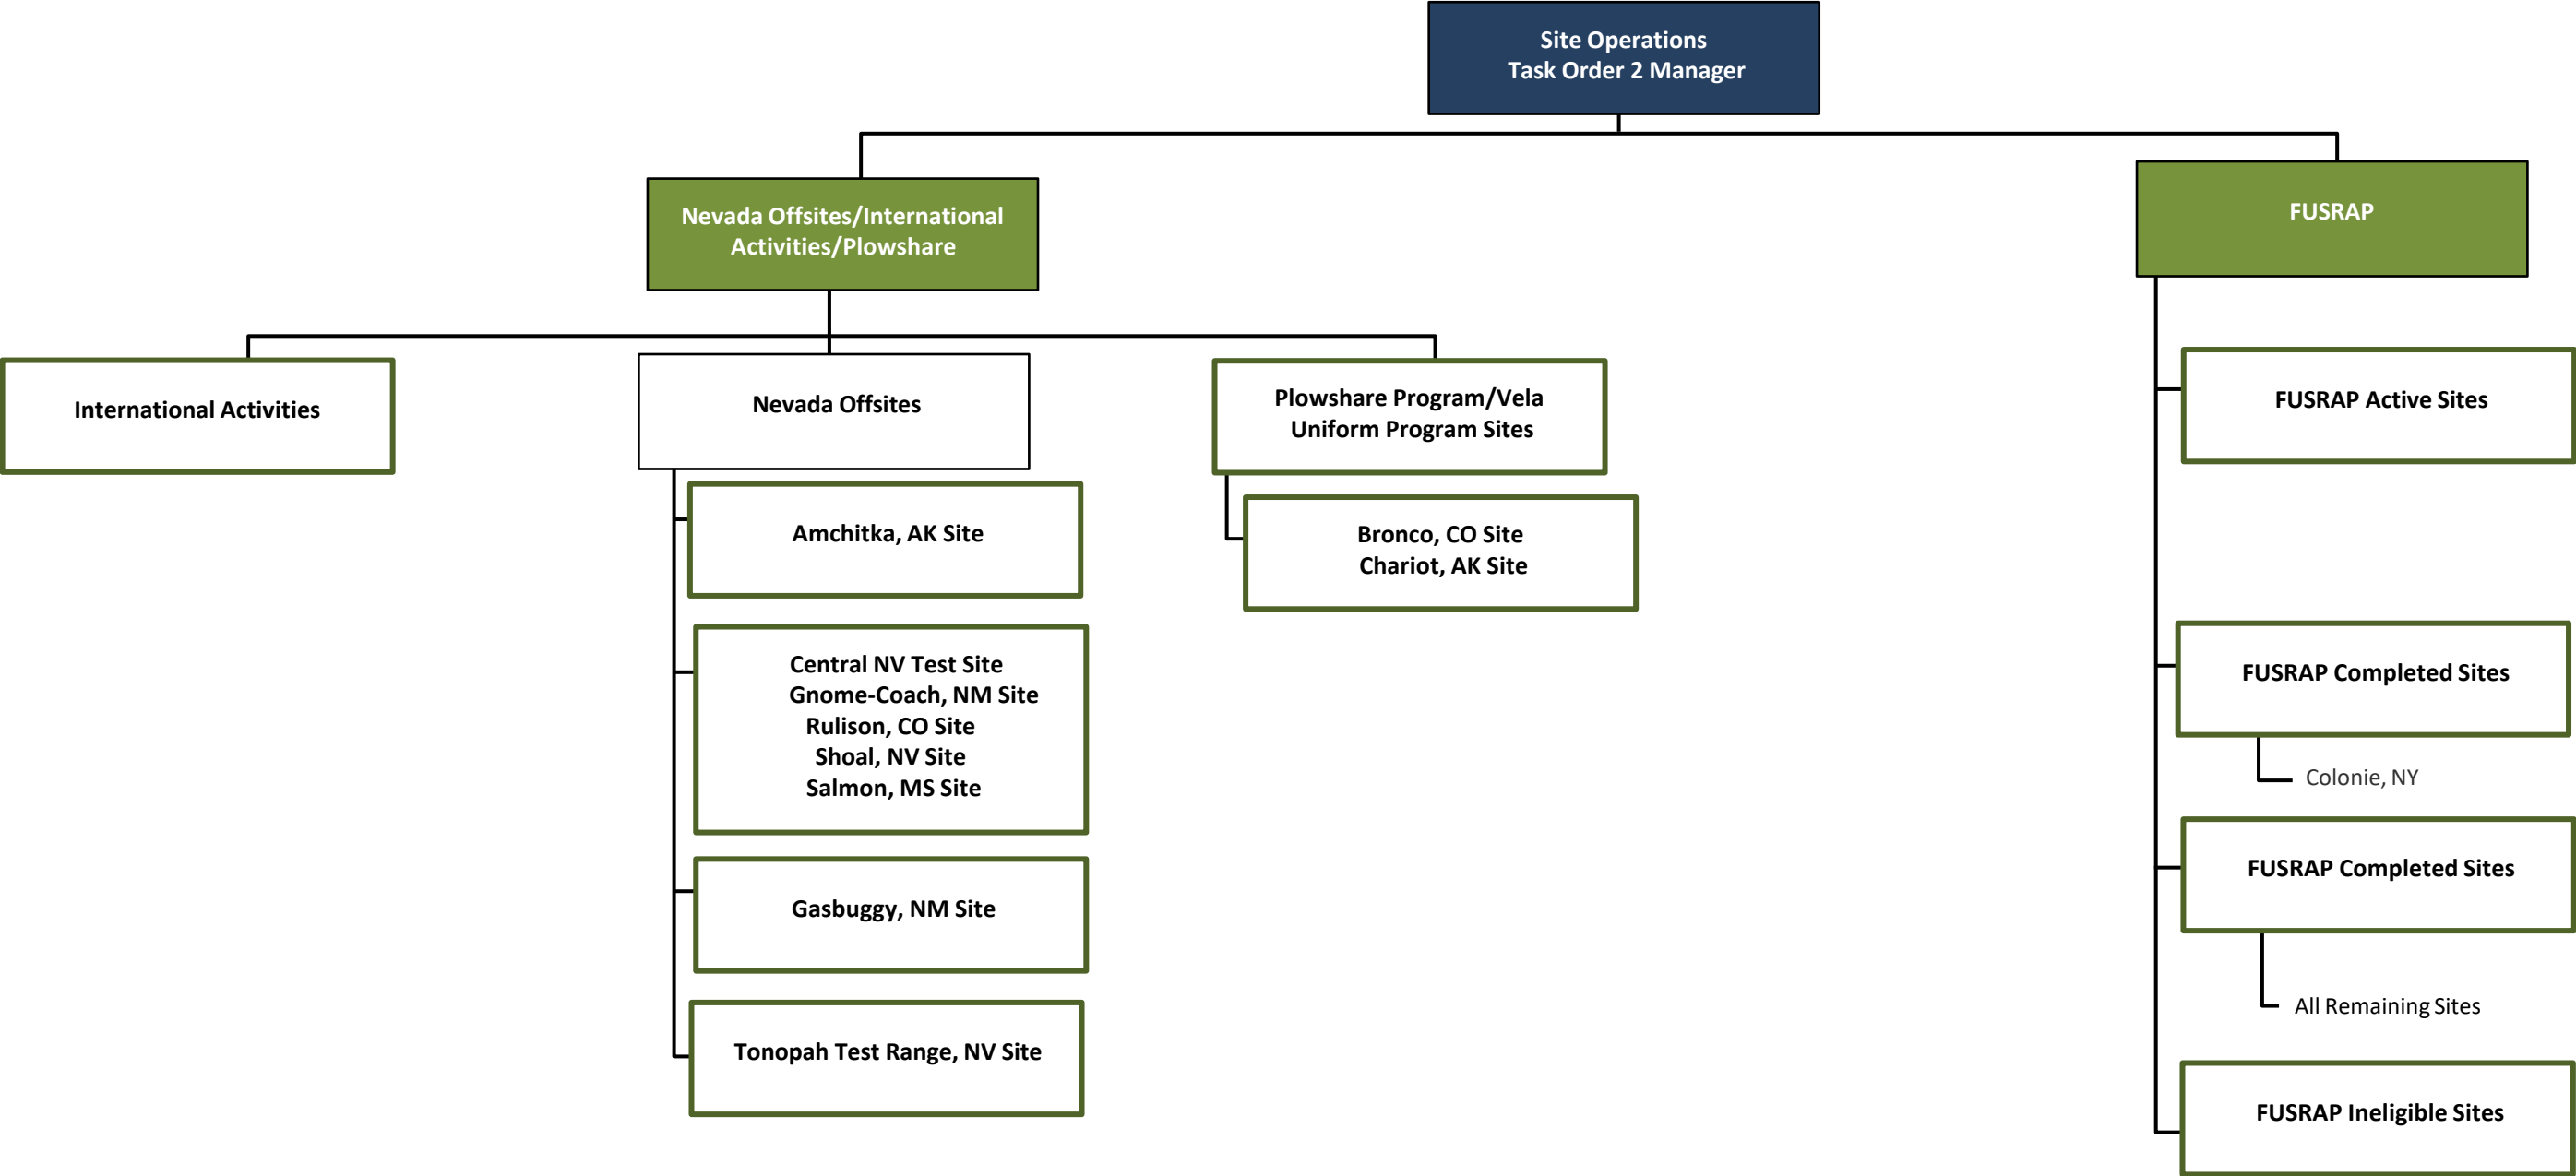 Site Operations
Task Order 2 Manager
Nevada Offsites/International
Activities/Plowshare
FUSRAP
International Activities
Nevada Offsites
Plowshare Program/Vela
Uniform Program Sites
FUSRAP Active Sites
Amchitka, AK Site
Bronco, CO Site
Chariot, AK Site
Central NV Test Site
Gnome-Coach, NM Site
Rulison, CO Site
Shoal, NV Site
Salmon, MS Site
FUSRAP Completed Sites
Colonie, NY
Gasbuggy, NM Site
FUSRAP Completed Sites
All Remaining Sites
Tonopah Test Range, NV Site
FUSRAP Ineligible Sites